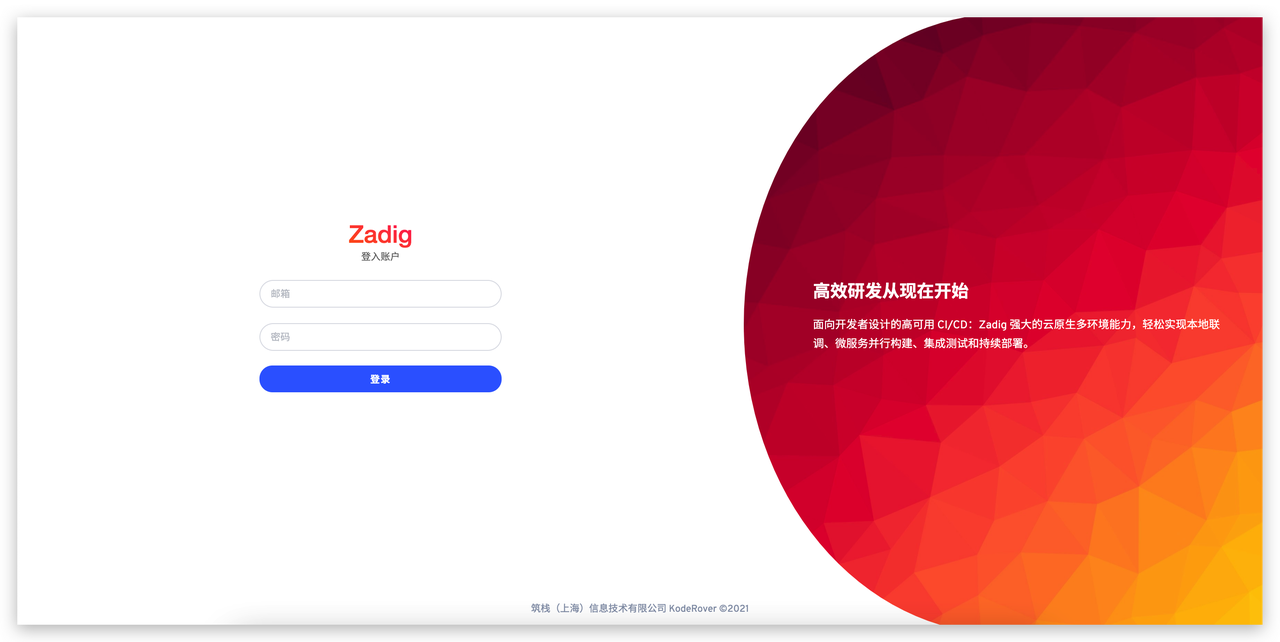 Zadig
登入账户
邮箱
密码
登录
高效研发从现在开始
面向开发者设计的高可用 CI/CD：Zadig 强大的云原生多环境能力，轻松实现本地联
调、微服务并行构建、集成测试和持续部署。
筑栈（上海）信息技术有限公司 KodeRover ©2021